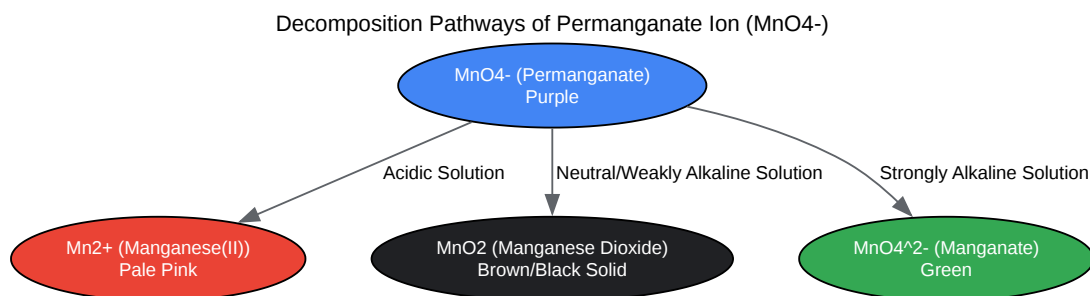 Decomposition Pathways of Permanganate Ion (MnO4-)
MnO4- (Permanganate)
Purple
Acidic Solution
Neutral/Weakly Alkaline Solution
Strongly Alkaline Solution
Mn2+ (Manganese(II))
Pale Pink
MnO2 (Manganese Dioxide)
Brown/Black Solid
MnO4^2- (Manganate)
Green